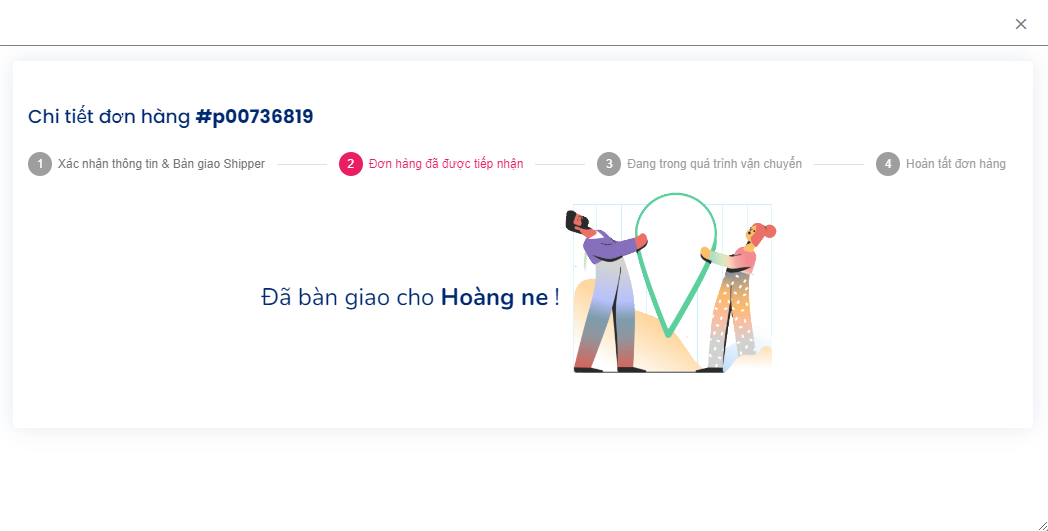 Chi tiết đơn hàng #p00736819
1 Xác nhận thông tin & Bàn giao Shipper 2 Đơn hàng đã được tiếp nhận 3 Đang trong quá trình vận chuyển 4 Hoàn tất đơn hàng
Đã bàn giao cho Hoàng ne !